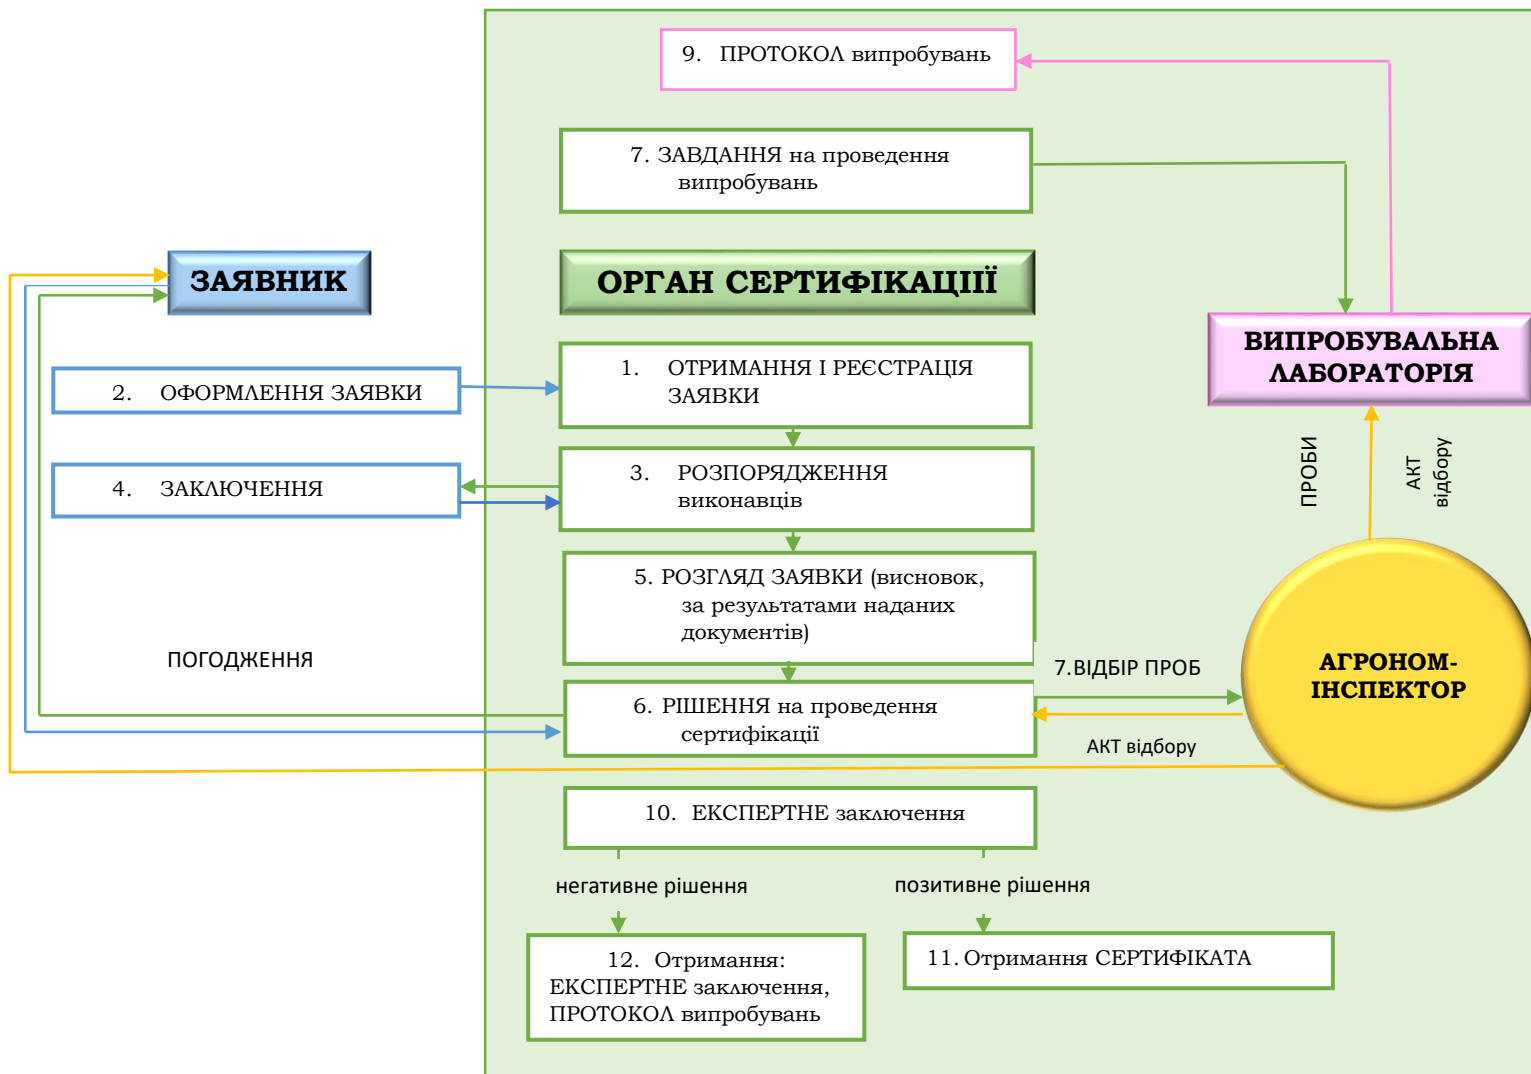 9. ПРОТОКОЛ випробувань
7. ЗАВДАННЯ на проведення
випробувань
ЗАЯВНИК
ОРГАН СЕРТИФІКАЦІІЇ
ВИПРОБУВАЛЬНА
ЛАБОРАТОРІЯ
2. ОФОРМЛЕННЯ ЗАЯВКИ
1. ОТРИМАННЯ І РЕЄСТРАЦІЯ
ЗАЯВКИ
4. ЗАКЛЮЧЕННЯ
3. РОЗПОРЯДЖЕННЯ
виконавців
ПРОБИ
АКТ
відбору
5. РОЗГЛЯД ЗАЯВКИ (висновок,
за результатами наданих
документів)
ПОГОДЖЕННЯ
7.ВІДБІР ПРОБ
АГРОНОМ-
ІНСПЕКТОР
6. РІШЕННЯ на проведення
сертифікації
АКТ відбору
10. ЕКСПЕРТНЕ заключення
негативне рішення
позитивне рішення
12. Отримання:
ЕКСПЕРТНЕ заключення,
ПРОТОКОЛ випробувань
11. Отримання СЕРТИФІКАТА